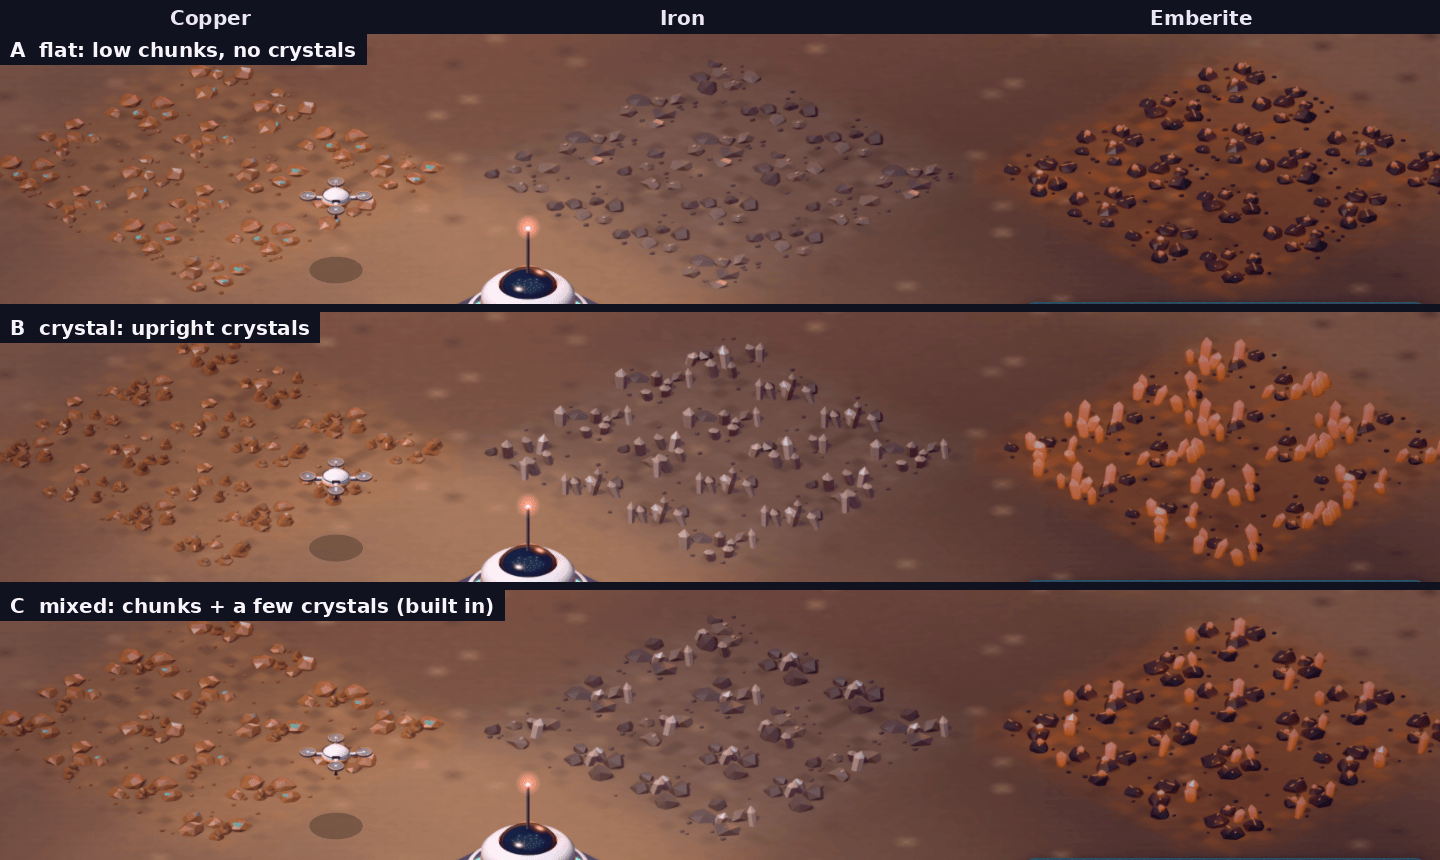 Copper Iron Emberite
A flat: low chunks, no crystals
B crystal: upright crystals
C mixed: chunks + a few crystals (built in)